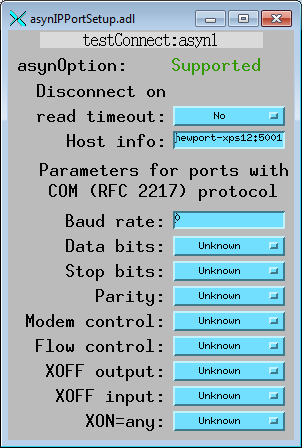 asynIPPortSetup.adl
testConnect:asyn1
asynOption: Supported
Disconnect on
read timeout: No
Host info: newport-xps12:5001
Parameters for ports with
COM (RFC 2217) protocol
Baud rate: 0
Data bits: Unknown
Stop bits: Unknown
Parity: Unknown
Modem control: Unknown
Flow control: Unknown
XOFF output: Unknown
XOFF input: Unknown
XON=any: Unknown